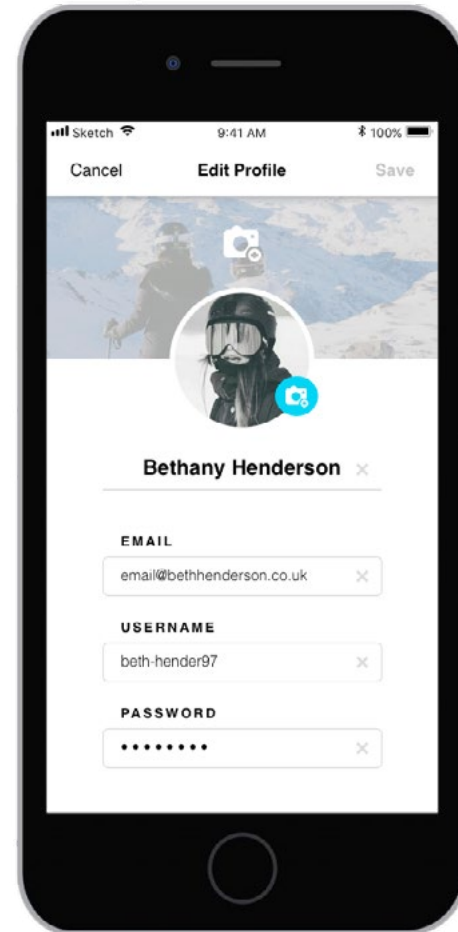 Sketch 9:41 AM 100%
Cancel Edit Profile Save
Bethany Henderson ×
EMAIL
email@bethhenderson.co.uk ×
USERNAME
beth-hender97 ×
PASSWORD
•••••••• ×